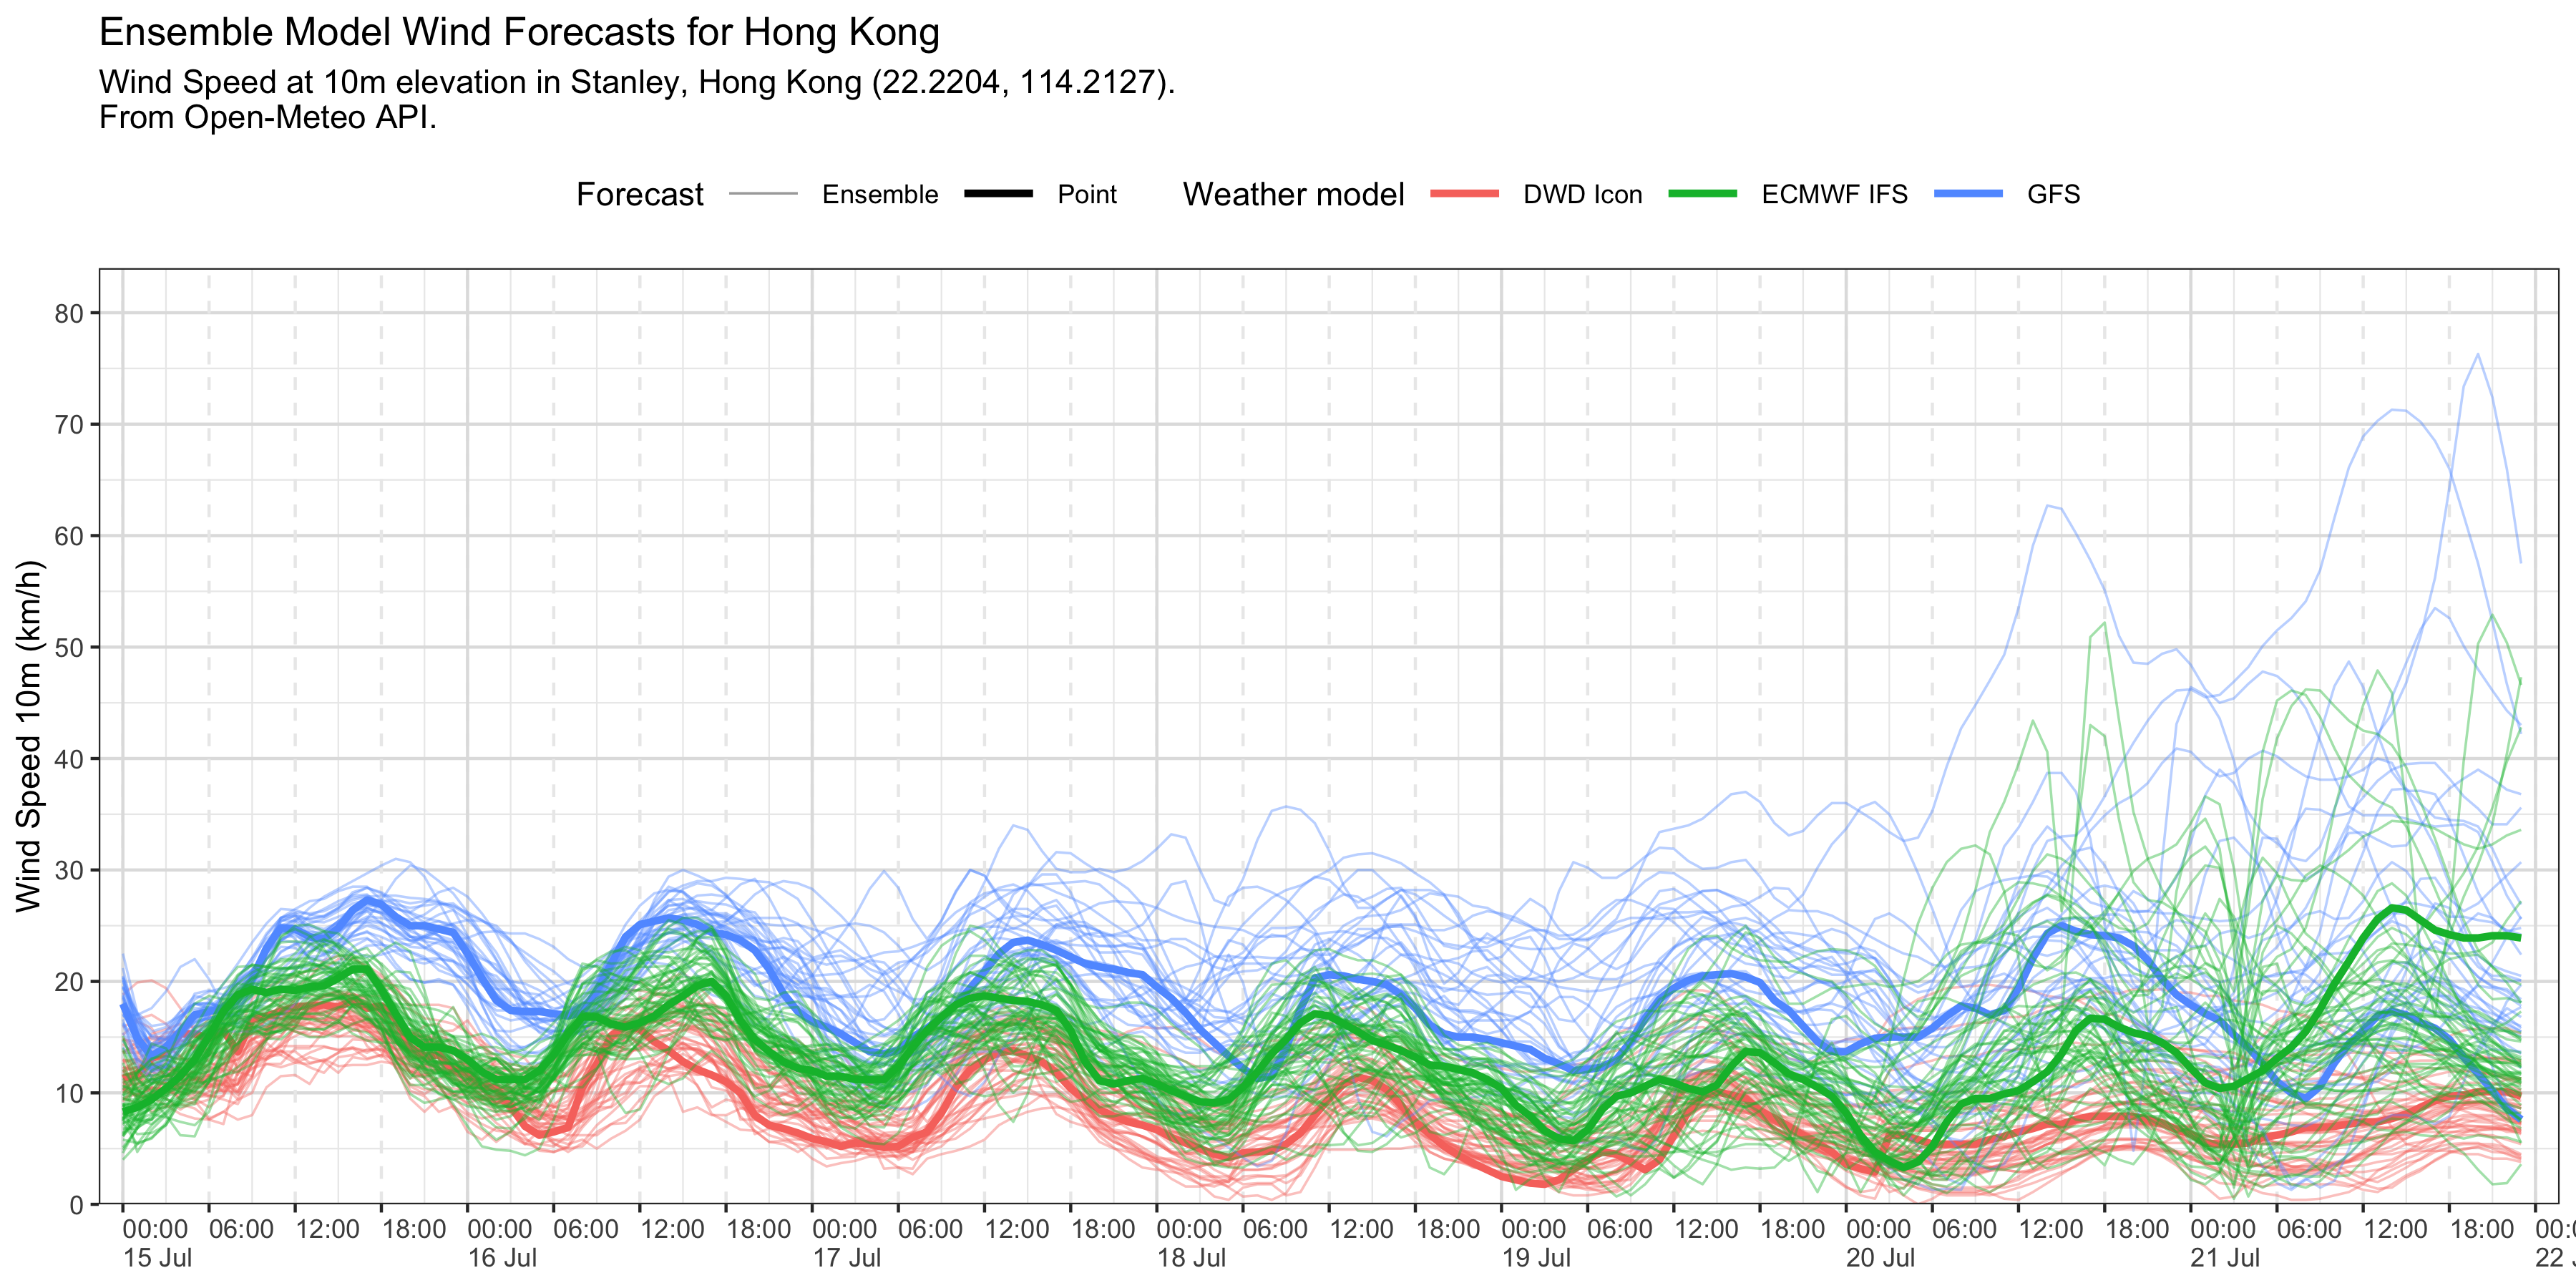 Ensemble Model Wind Forecasts for Hong Kong
Wind Speed at 10m elevation in Stanley, Hong Kong (22.2204, 114.2127).
From Open-Meteo API.
Forecast Ensemble Point Weather model DWD Icon ECMWF IFS GFS
Wind Speed 10m (km/h)
80
70
60
50
40
30
20
10
0
00:00 06:00 12:00 18:00 00:00 06:00 12:00 18:00 00:00 06:00 12:00 18:00 00:00 06:00 12:00 18:00 00:00 06:00 12:00 18:00 00:00 06:00 12:00 18:00 00:00 06:00 12:00 18:00
15 Jul 16 Jul 17 Jul 18 Jul 19 Jul 20 Jul 21 Jul 22